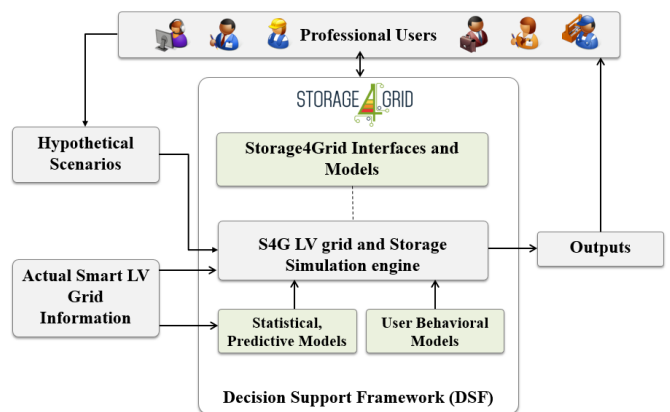 Professional Users
STORAGE4GRID
Hypothetical
Scenarios
Storage4Grid Interfaces and
Models
S4G LV grid and Storage
Simulation engine
Outputs
Actual Smart LV
Grid
Information
Statistical,
Predictive Models
User Behavioral
Models
Decision Support Framework (DSF)